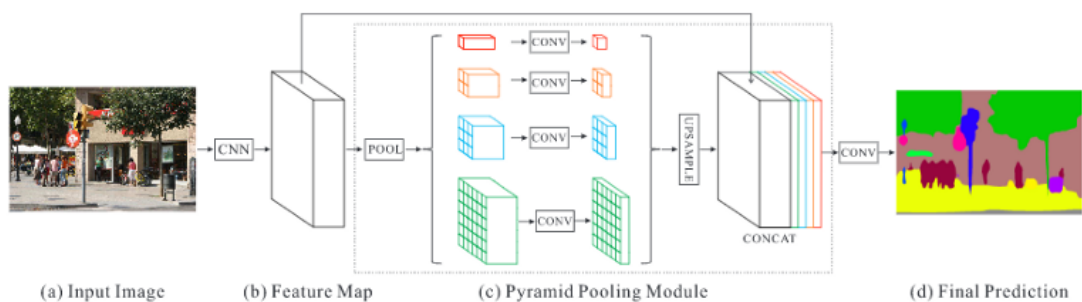 CONV
CONV
CNN
POOL
CONV
UPSAMPLE
CONV
CONV
CONCAT
(a) Input Image
(b) Feature Map
(c) Pyramid Pooling Module
(d) Final Prediction